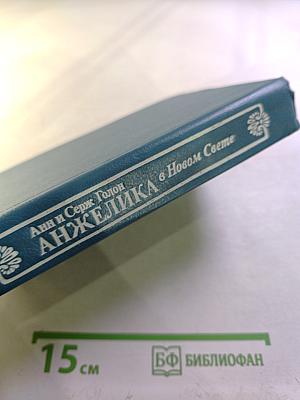 Анн и Серж Голон
АНЖЕЛИКА в Новом Свете
15 см
БФ БИБЛИОФАН